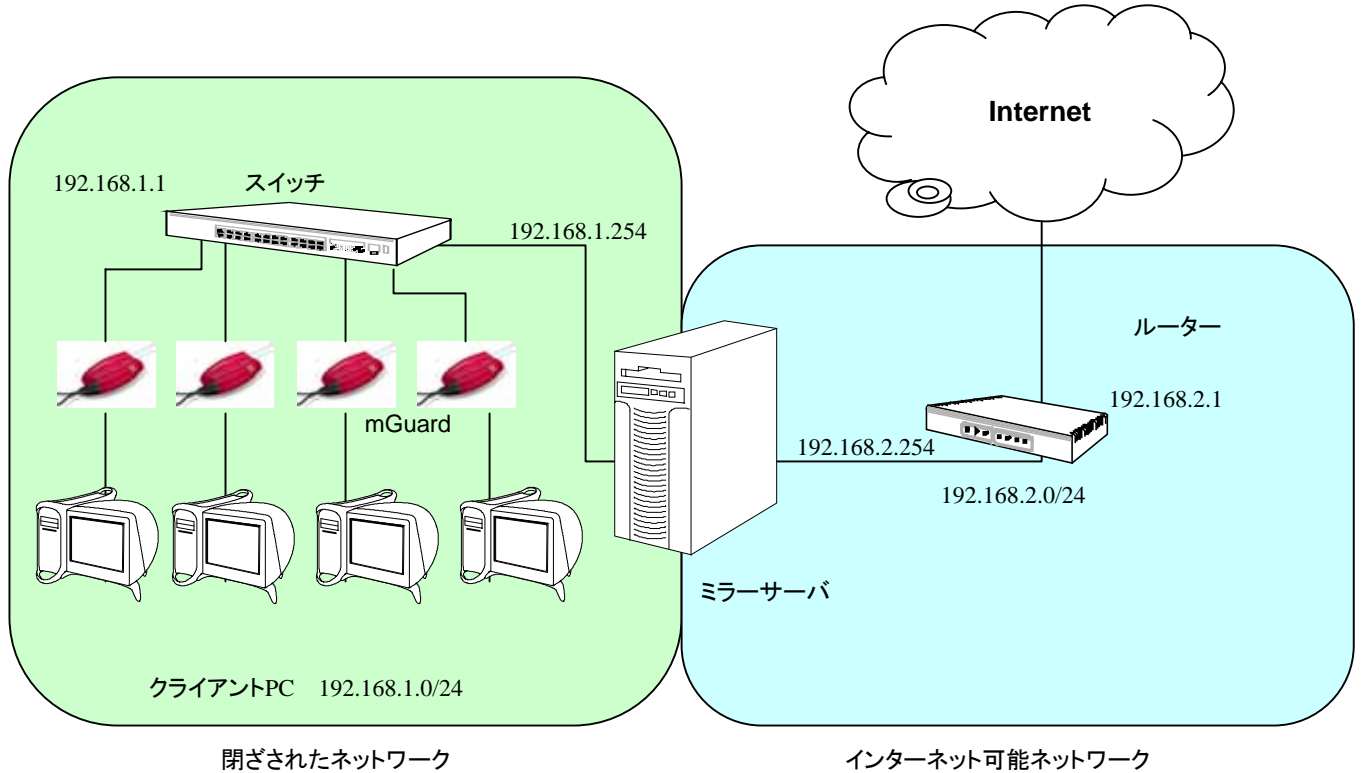 Internet
192.168.1.1
スイッチ
192.168.1.254
ルーター
192.168.2.1
mGuard
192.168.2.254
192.168.2.0/24
ミラーサーバ
クライアントPC 192.168.1.0/24
閉ざされたネットワーク
インターネット可能ネットワーク